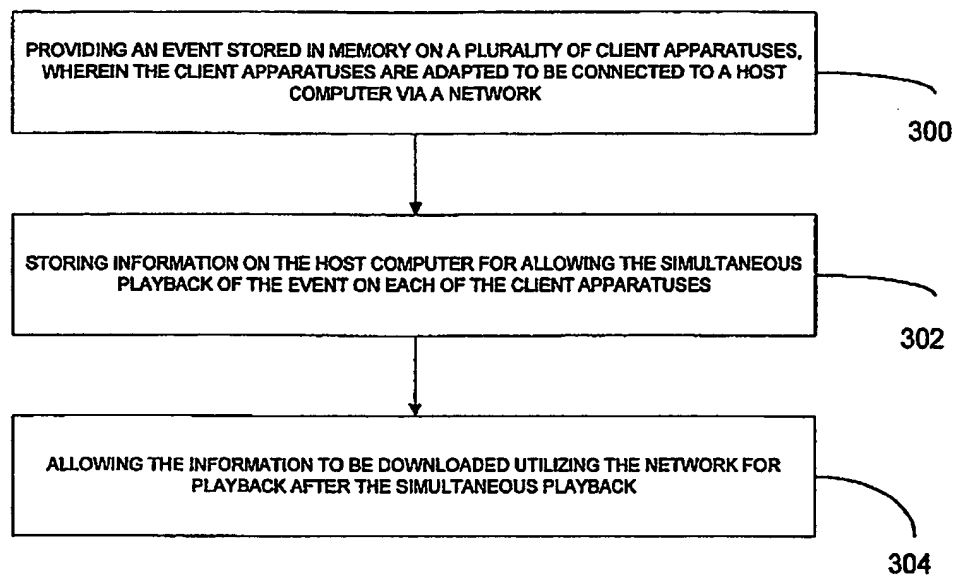 PROVIDING AN EVENT STORED IN MEMORY ON A PLURALITY OF CLIENT APPARATUSES,
WHEREIN THE CLIENT APPARATUSES ARE ADAPTED TO BE CONNECTED TO A HOST
COMPUTER VIA A NETWORK
300
STORING INFORMATION ON THE HOST COMPUTER FOR ALLOWING THE SIMULTANEOUS
PLAYBACK OF THE EVENT ON EACH OF THE CLIENT APPARATUSES
302
ALLOWING THE INFORMATION TO BE DOWNLOADED UTILIZING THE NETWORK FOR
PLAYBACK AFTER THE SIMULTANEOUS PLAYBACK
304